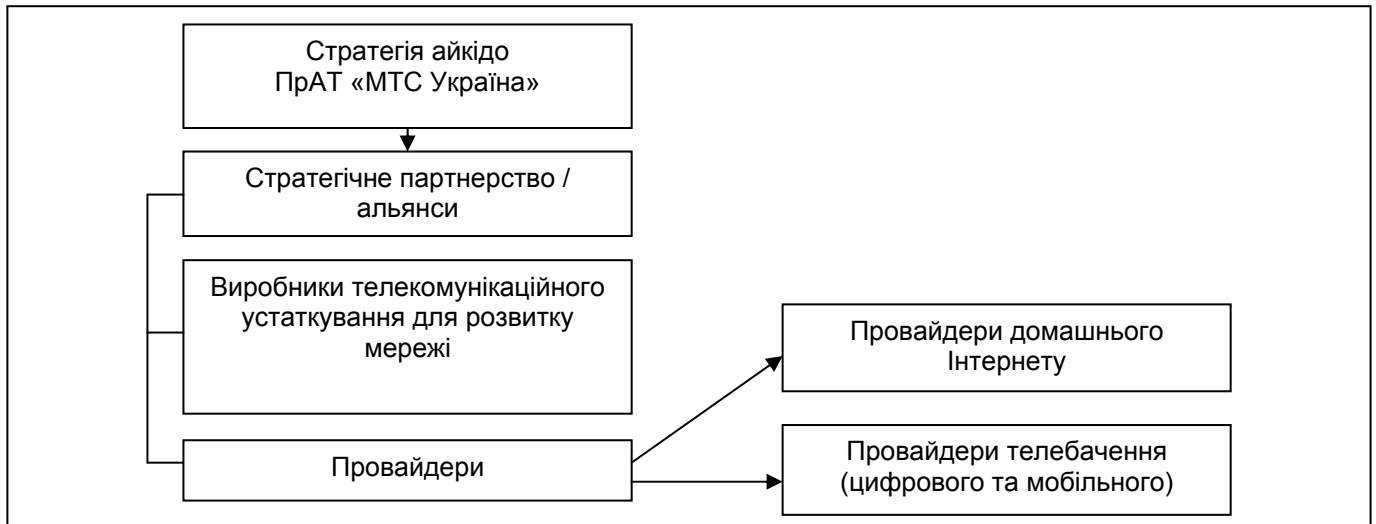 Стратегія айкідо
ПрАТ «МТС Україна»
Стратегічне партнерство /
альянси
Виробники телекомунікаційного
устаткування для розвитку
мережі
Провайдери
Провайдери домашнього
Інтернету
Провайдери телебачення
(цифрового та мобільного)